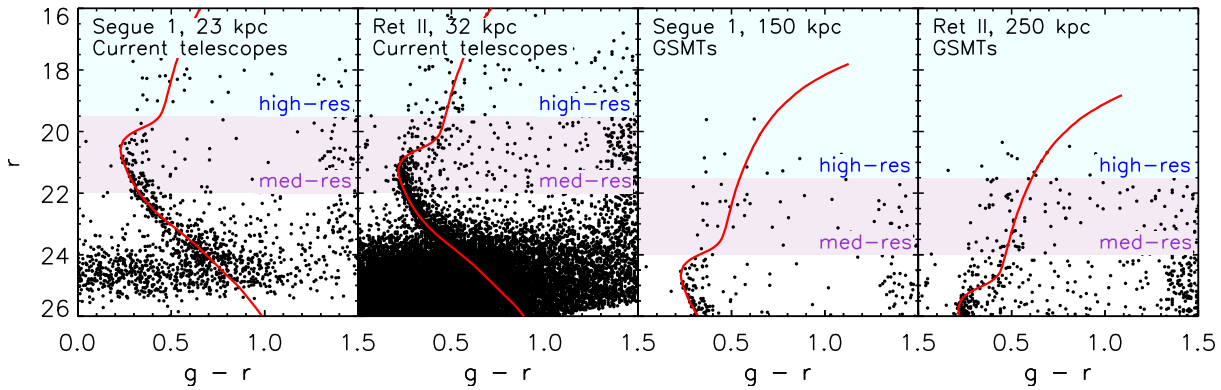 Segue 1, 23 kpc
Current telescopes
high-res
med-res
Ret II, 32 kpc
Current telescopes
high-res
med-res
Segue 1, 150 kpc
GSMTs
high-res
med-res
Ret II, 250 kpc
GSMTs
high-res
med-res
r
16
18
20
22
24
26
0.0 0.5 1.0 1.5 0.5 1.0 1.5 0.5 1.0 1.5 0.5 1.0 1.5
g - r g - r g - r g - r